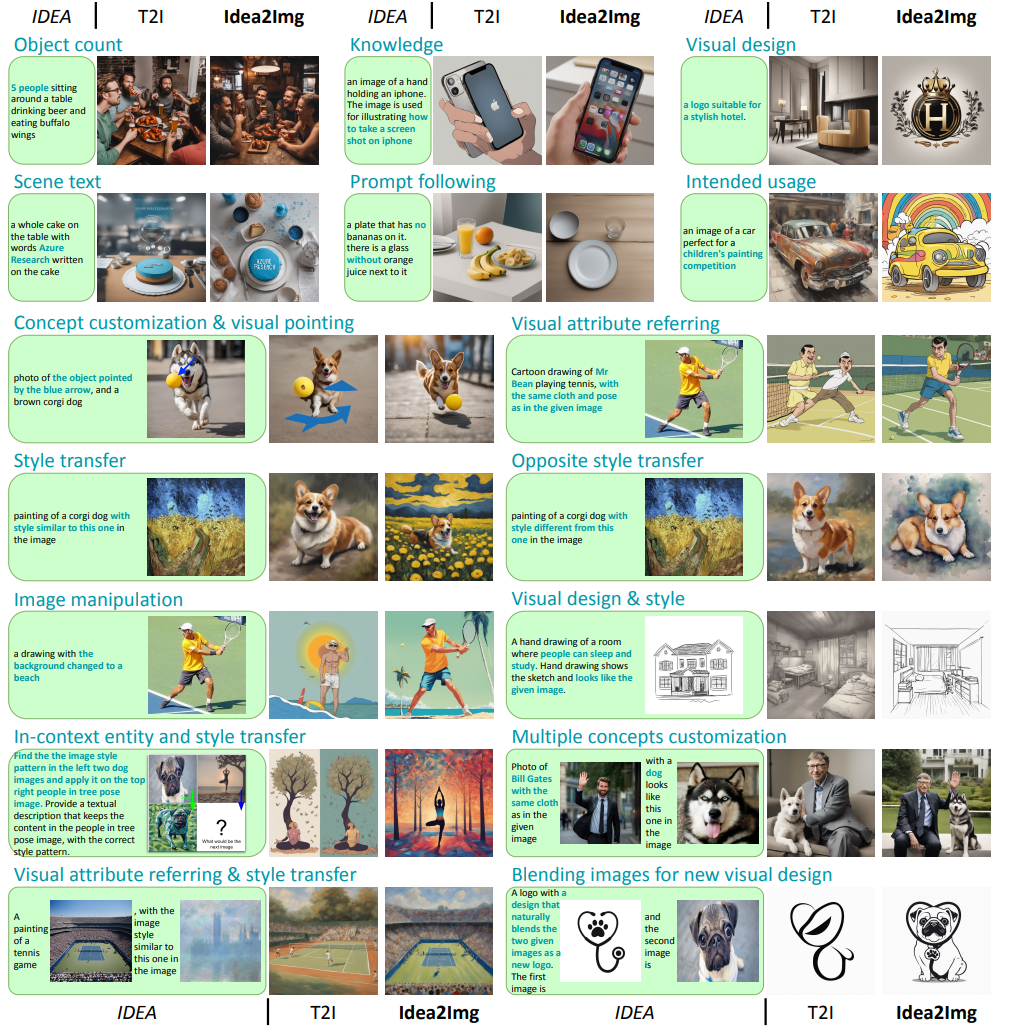 IDEA T2I Idea2Img IDEA T2I Idea2Img IDEA T2I Idea2Img
Object count
5 people sitting
around a table
drinking beer and
eating buffalo
wings
Knowledge
an image of a hand
holding an iphone.
The image is used
for illustrating how
to take a screen
shot on iphone
Visual design
a logo suitable for
a stylish hotel.
H
Scene text
a whole cake on
the table with
words Azure
Research written
on the cake
Prompt following
a plate that has no
bananas on it.
there is a glass
without orange
juice next to it
Intended usage
an image of a car
perfect for a
children's painting
competition
Concept customization & visual pointing
photo of the object pointed
by the blue arrow, and a
brown corgi dog
Visual attribute referring
Cartoon drawing of Mr
Bean playing tennis, with
the same cloth and pose
as in the given image
Style transfer
painting of a corgi dog with
style similar to this one in
the image
Opposite style transfer
painting of a corgi dog with
style different from this
one in the image
Image manipulation
a drawing with the
background changed to a
beach
Visual design & style
A hand drawing of a room
where people can sleep and
study. Hand drawing shows
the sketch and looks like the
given image.
In-context entity and style transfer
Find the the image style
pattern in the left two dog
images and apply it on the top
right people in tree pose
image. Provide a textual
description that keeps the
content in the people in tree
pose image, with the correct
style pattern.
?
What would be the
next image
Multiple concepts customization
Photo of
Bill Gates
with the
same cloth
as in the
given
image
with a
dog
looks
like
this
one in
the
image
Visual attribute referring & style transfer
A
painting
of a
tennis
game
, with the
image
style
similar to
this one in
the image
Blending images for new visual design
A logo with a
design that
naturally
blends the
two given
images as a
new logo.
The first
image is
and
the
second
image
is
IDEA T2I Idea2Img IDEA T2I Idea2Img